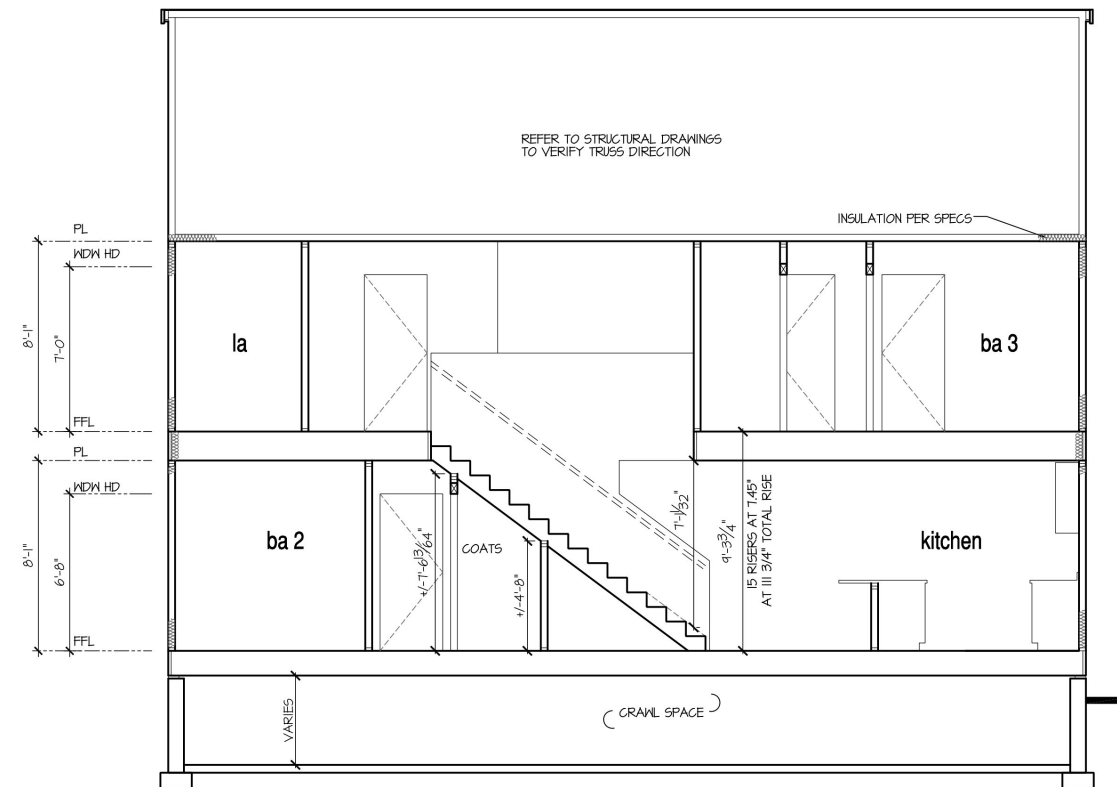 REFER TO STRUCTURAL DRAWINGS
TO VERIFY TRUSS DIRECTION
INSULATION PER SPECS
PL
WDW HD
8'-1"
7'-0"
la
ba 3
FFL
PL
WDW HD
8'-1"
6'-8"
ba 2
+/-7'-6 13/64"
COATS
+/-4'-8"
7'-1 1/32"
9'-3 3/4"
15 RISERS AT 7.45"
AT 111 3/4" TOTAL RISE
kitchen
FFL
VARIES
CRAWL SPACE